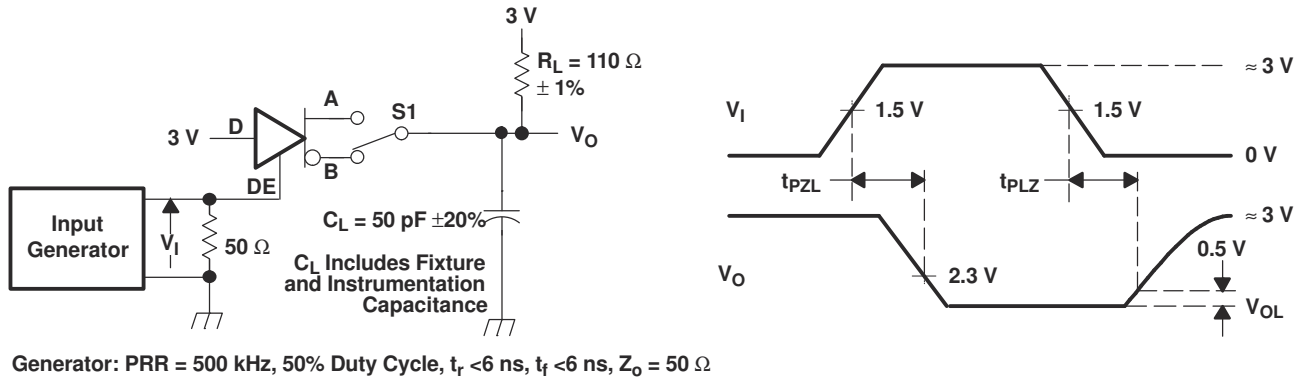 3 V
R_L = 110 Ω
± 1%
A
S1
3 V
D
V_O
B
DE
Input
Generator
V_I
50 Ω
C_L = 50 pF ±20%
C_L Includes Fixture
and Instrumentation
Capacitance
≈ 3 V
V_I
1.5 V
1.5 V
0 V
t_PZL
t_PLZ
≈ 3 V
0.5 V
V_O
2.3 V
V_OL
Generator: PRR = 500 kHz, 50% Duty Cycle, t_r <6 ns, t_f <6 ns, Z_o = 50 Ω